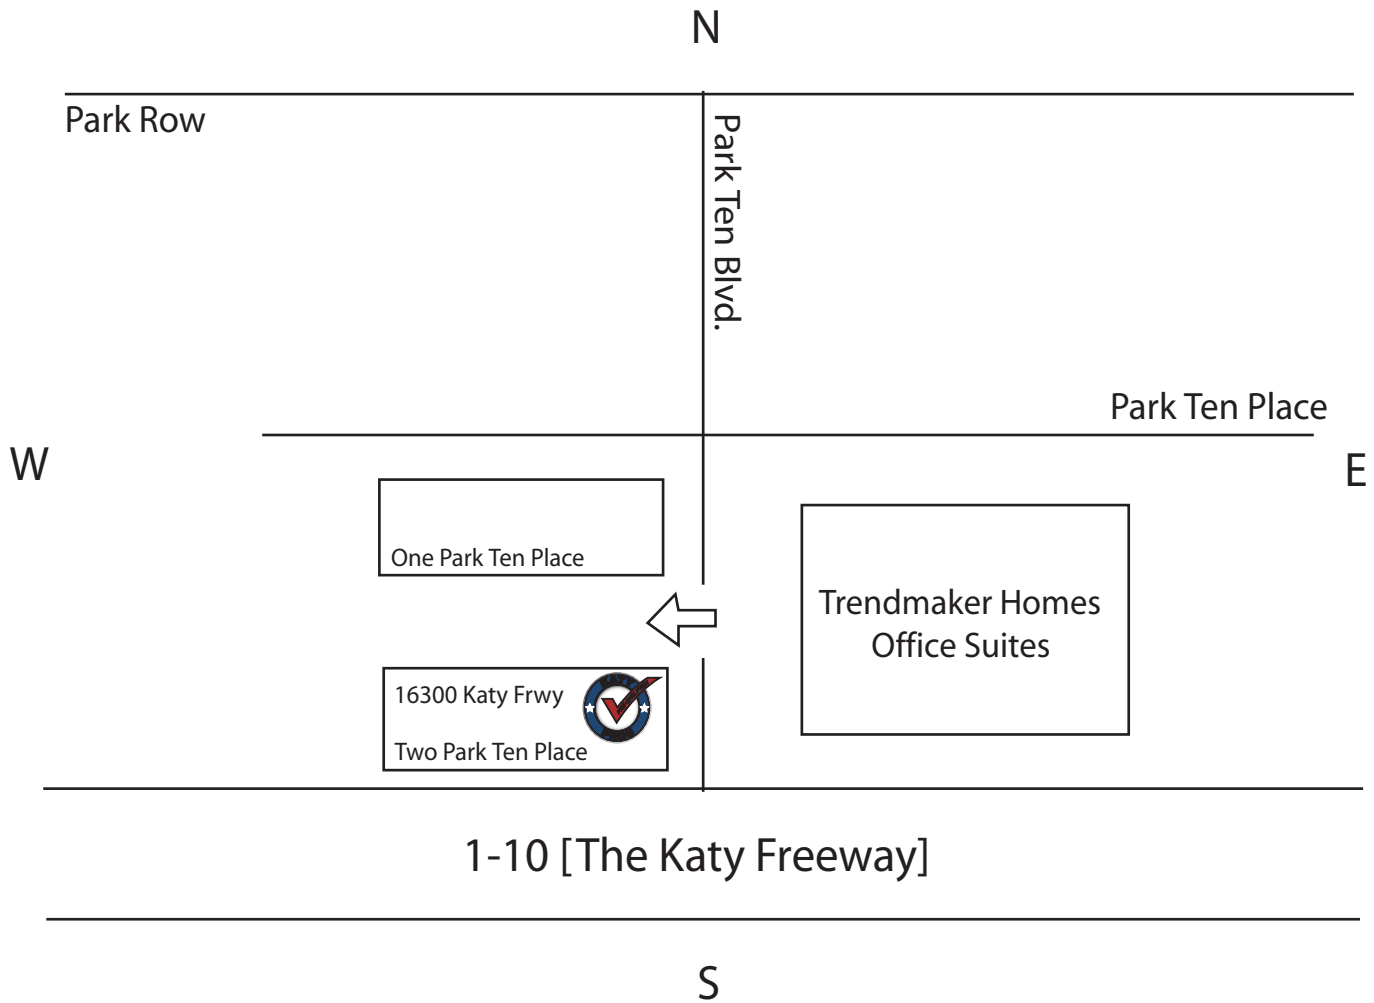 N
Park Row
Park Ten Blvd.
Park Ten Place
W
E
One Park Ten Place
Trendmaker Homes
Office Suites
16300 Katy Frwy
Two Park Ten Place
1-10 [The Katy Freeway]
S